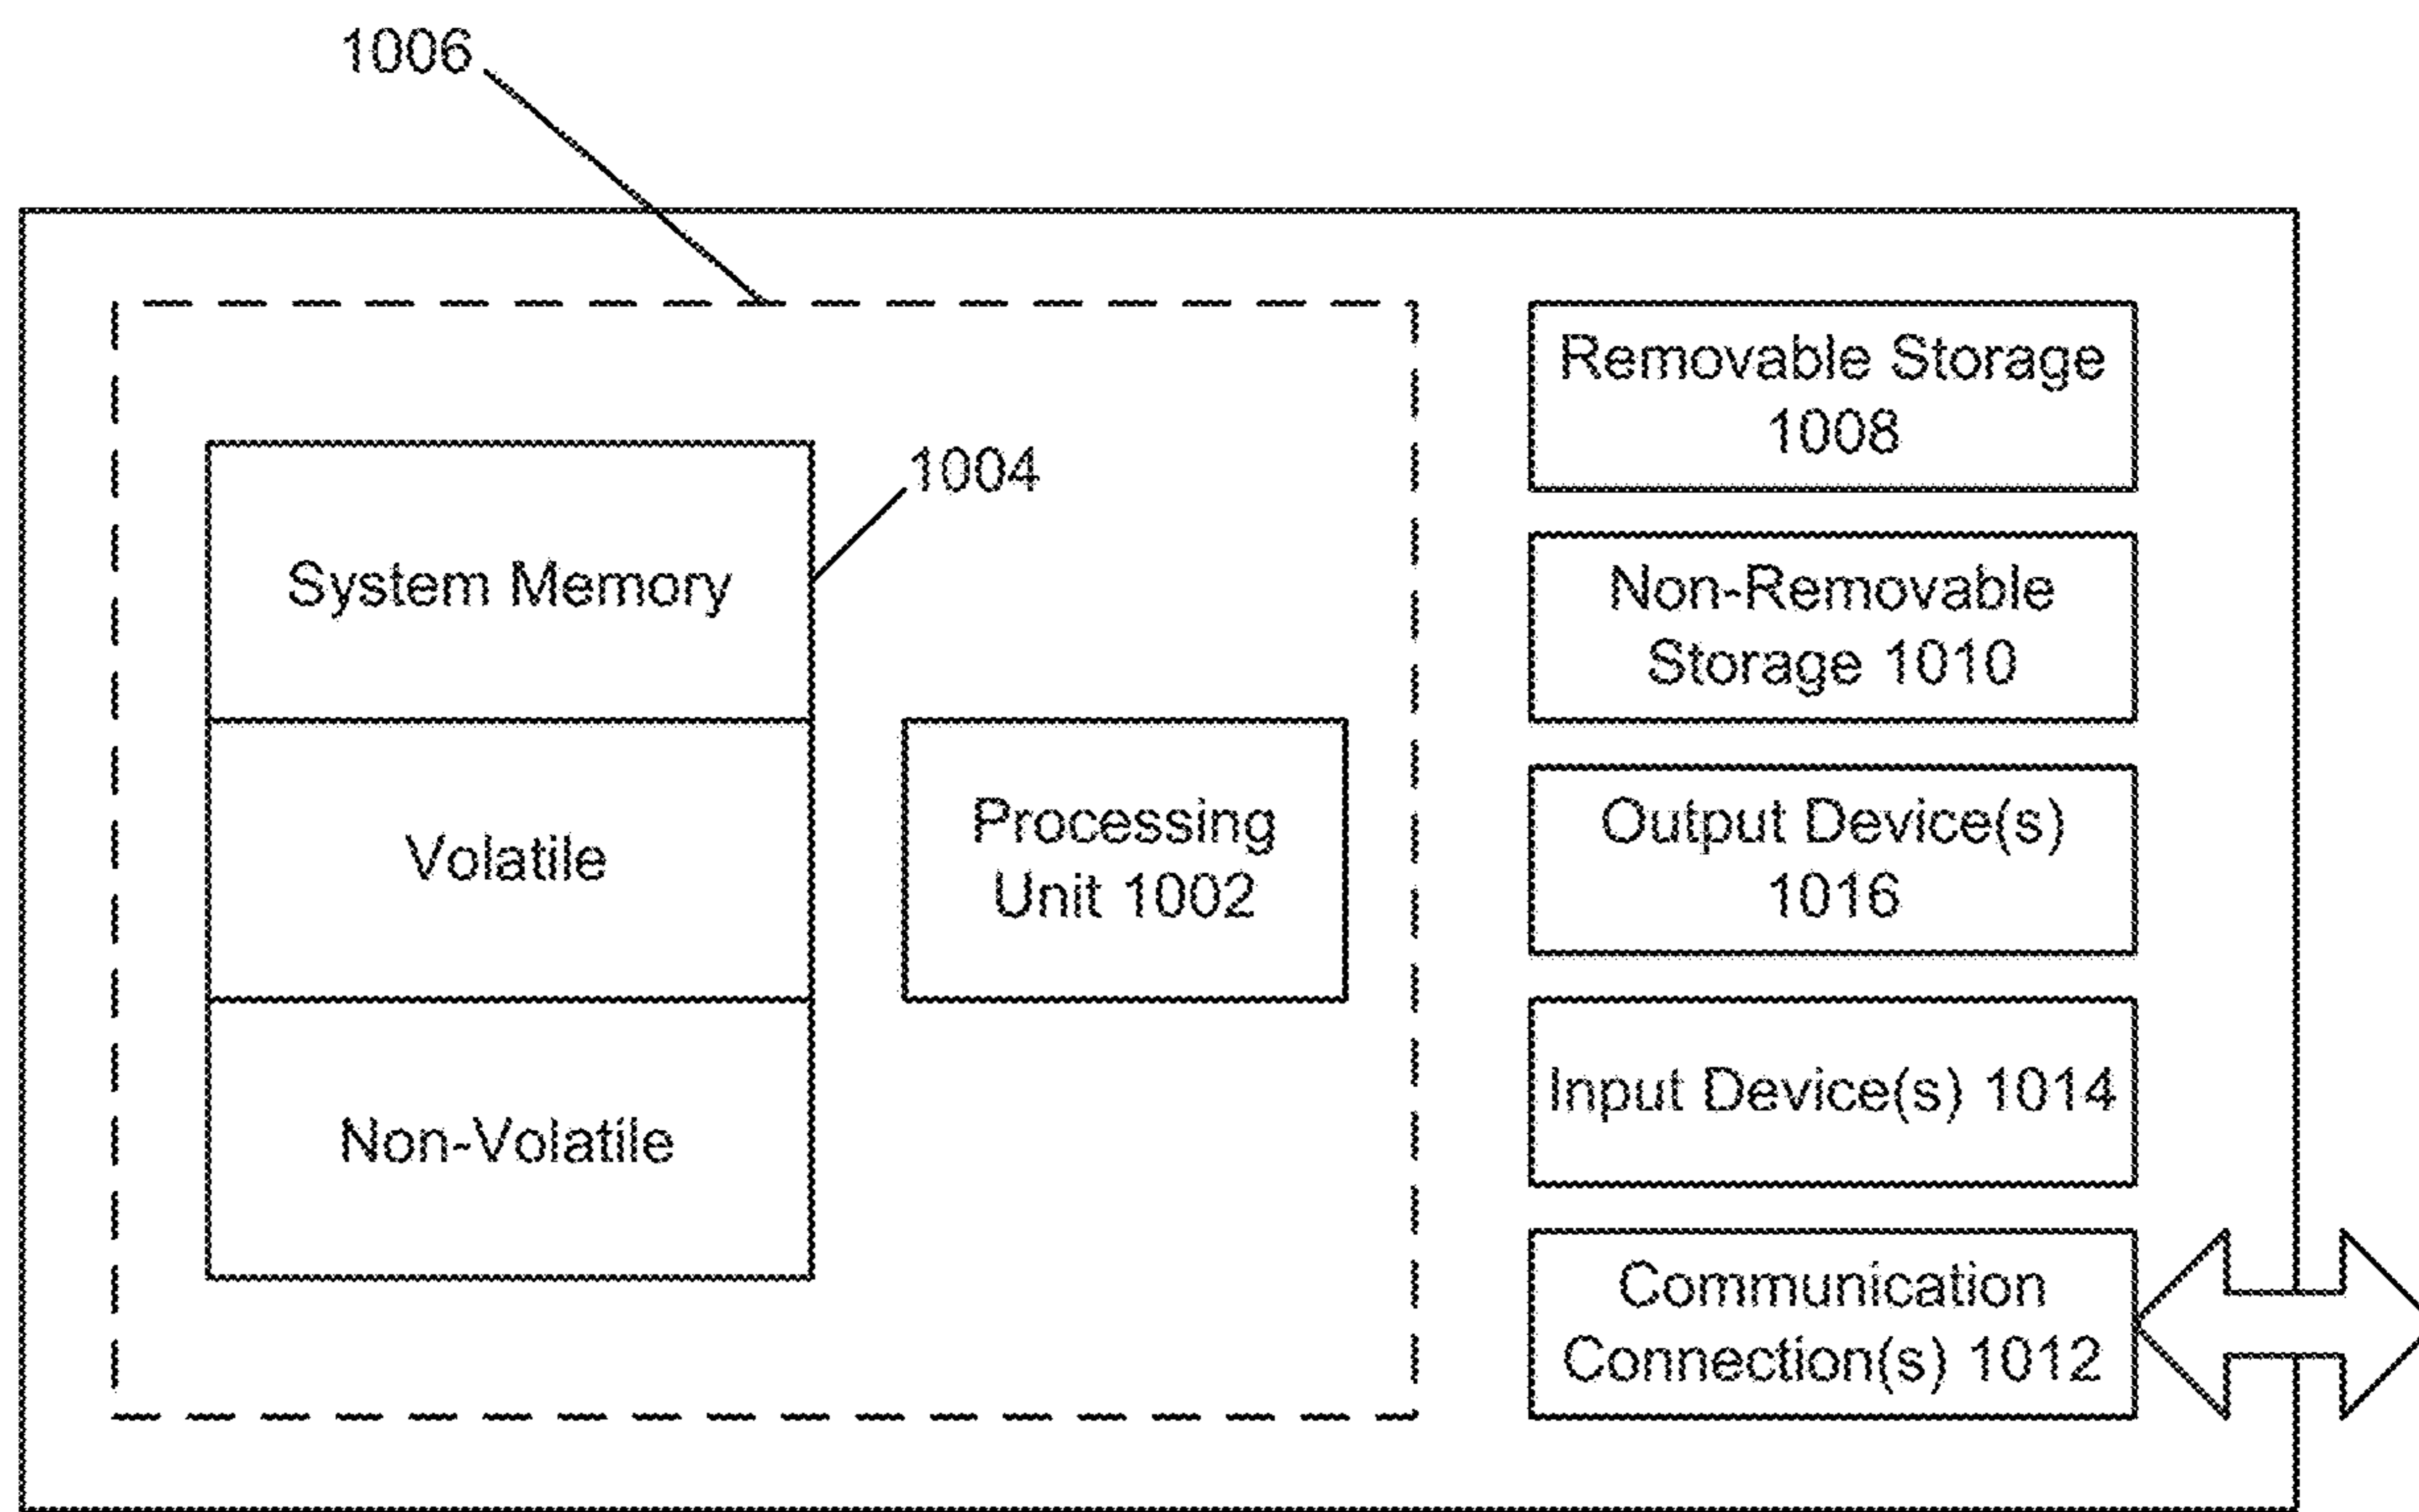 1006
1004
System Memory
Volatile
Non-Volatile
Processing
Unit 1002
Removable Storage
1008
Non-Removable
Storage 1010
Output Device(s)
1016
Input Device(s) 1014
Communication
Connection(s) 1012